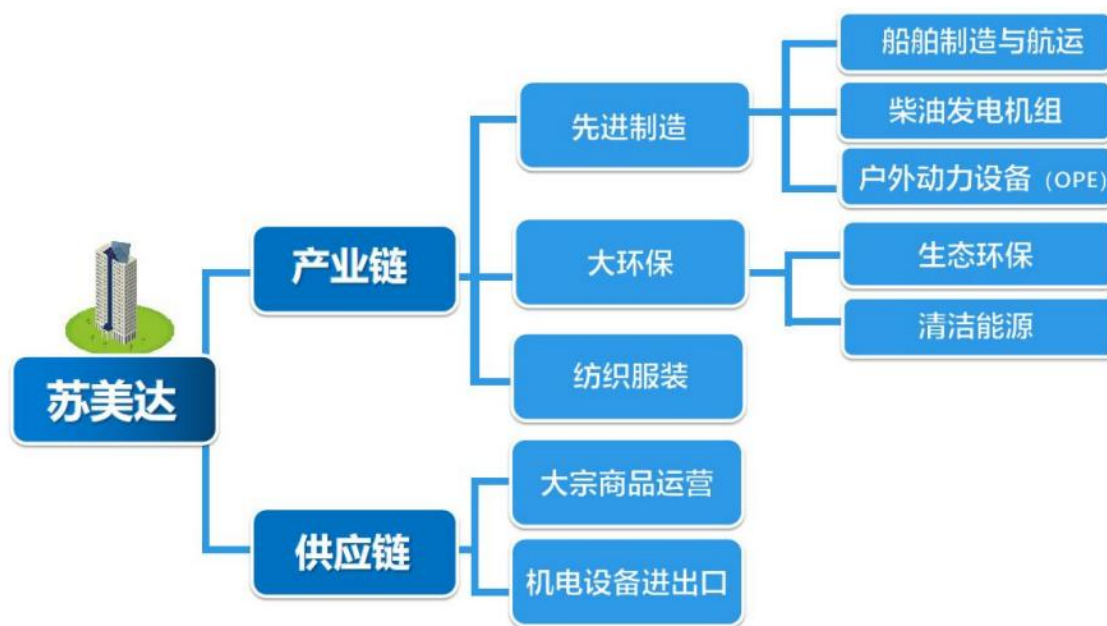 苏美达
产业链
先进制造
船舶制造与航运
柴油发电机组
户外动力设备（OPE）
大环保
生态环保
清洁能源
纺织服装
供应链
大宗商品运营
机电设备进出口